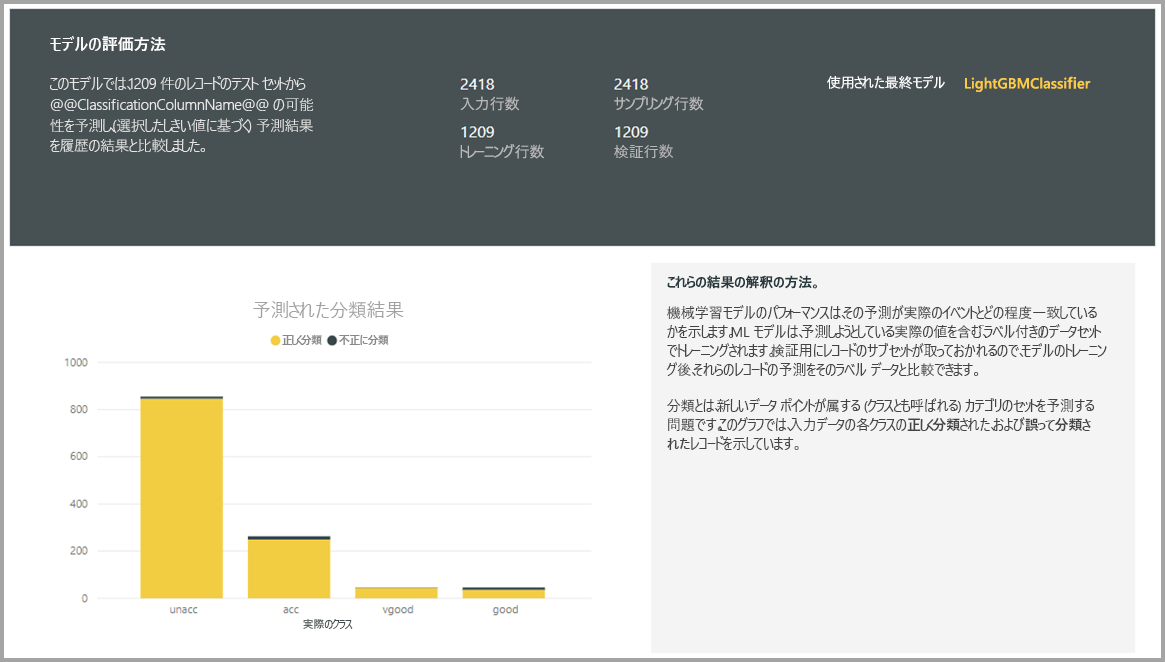 モデルの評価方法
このモデルでは、1209 件のレコードのテスト セットから
@@ClassificationColumnName@@ の可能
性を予測し、(選択したしきい値に基づく) 予測結果
を履歴の結果と比較しました。
2418
入力行数
2418
サンプリング行数
1209
トレーニング行数
1209
検証行数
使用された最終モデル LightGBMClassifier
予測された分類結果
正しく分類 不正に分類
1000
800
600
400
200
0
unacc acc vgood good
実際のクラス
これらの結果の解釈の方法。
機械学習モデルのパフォーマンスは、その予測が実際のイベントとどの程度一致している
かを示します。ML モデルは、予測しようとしている実際の値を含むラベル付きのデータセット
でトレーニングされます。検証用にレコードのサブセットが取っておかれるので、モデルのトレーニン
グ後、それらのレコードの予測をそのラベル データと比較できます。
分類とは、新しいデータ ポイントが属する (クラスとも呼ばれる) カテゴリのセットを予測する
問題です。このグラフでは、入力データの各クラスの正しく分類された、および誤って分類さ
れたレコードを示しています。